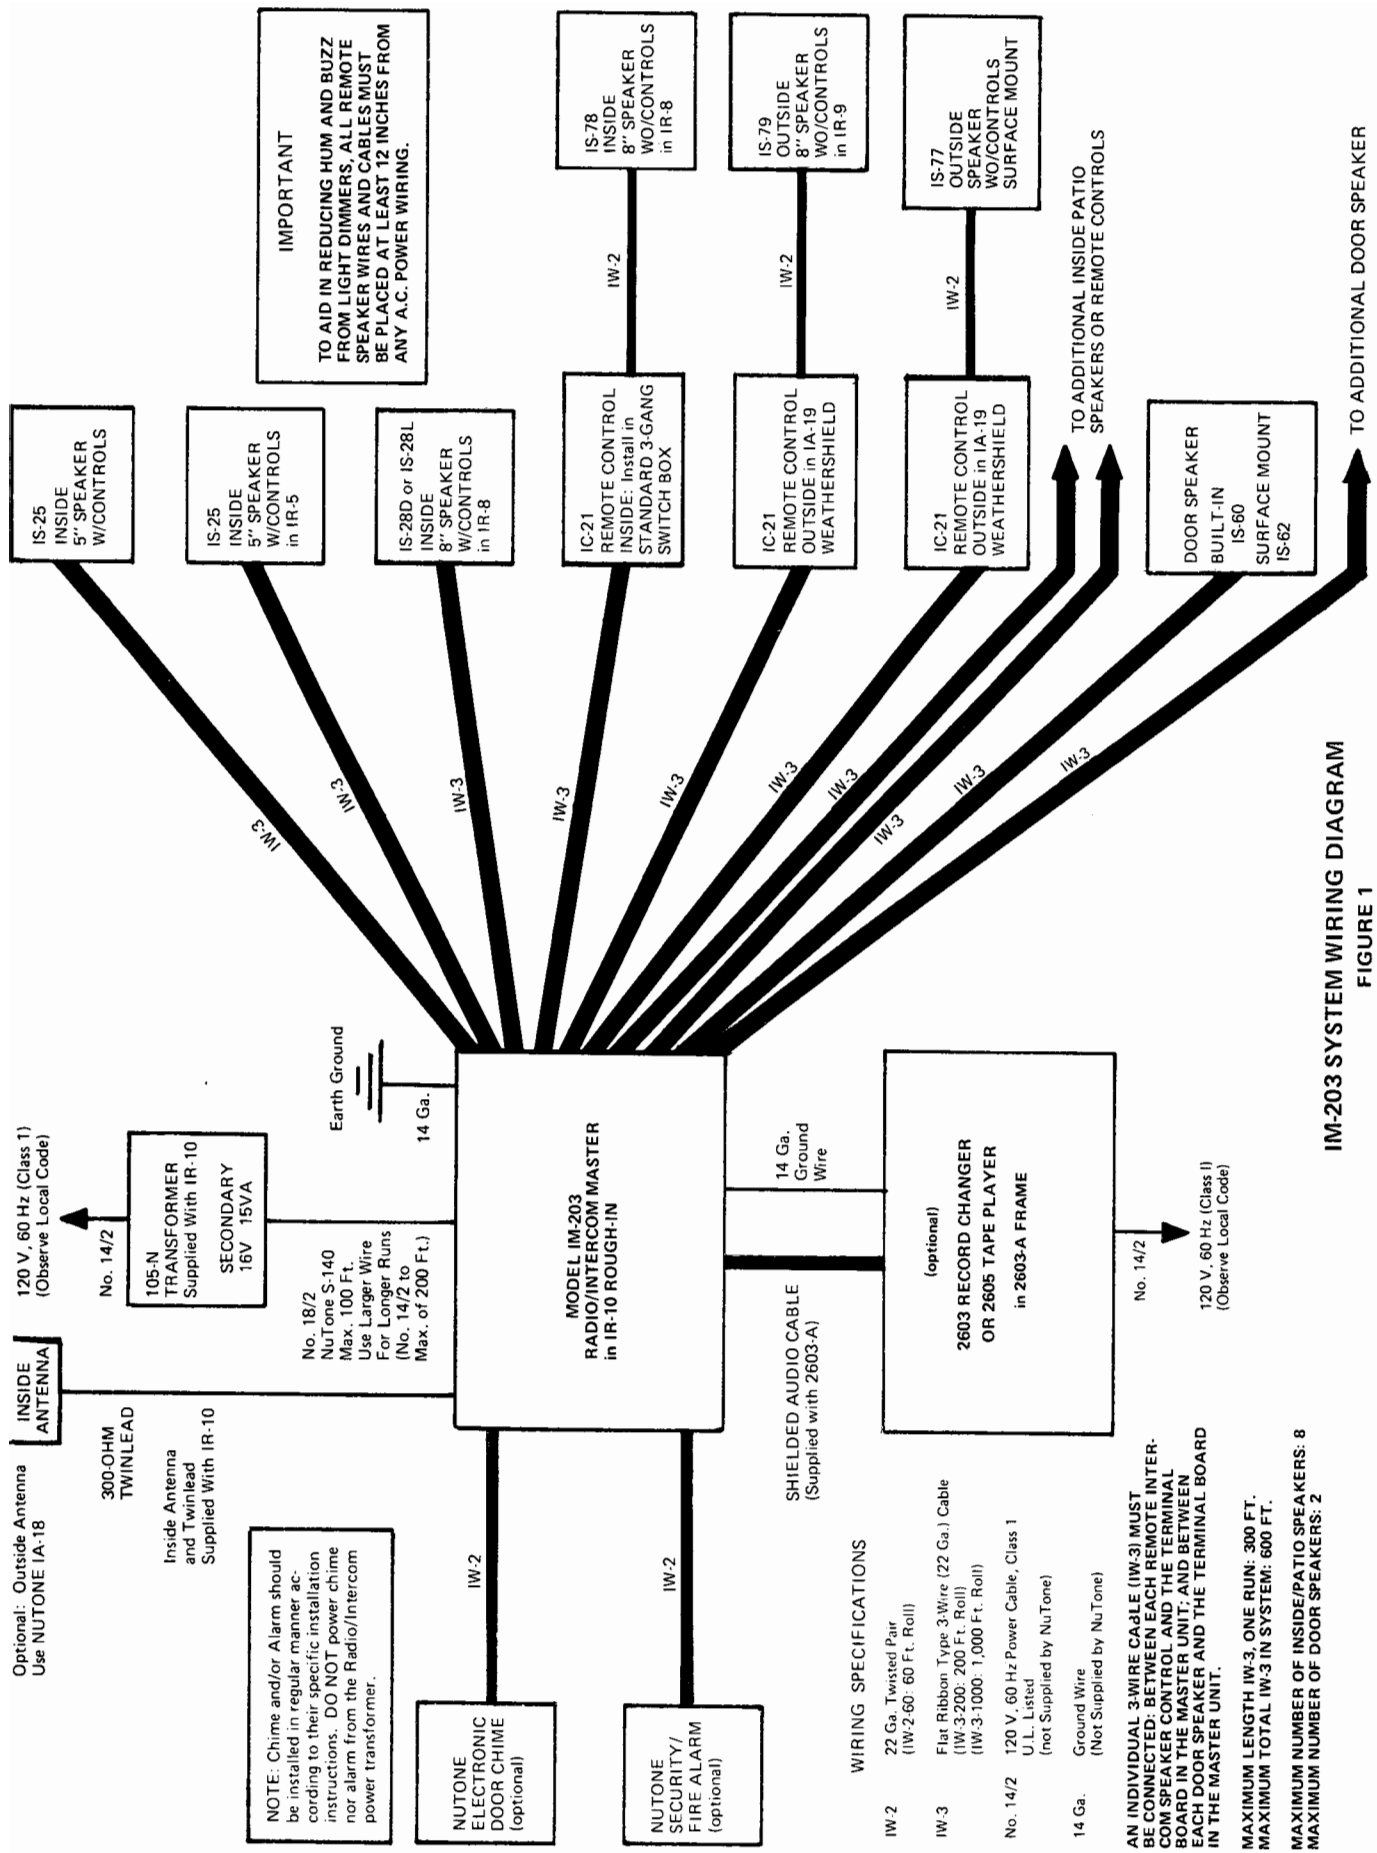 Optional: Outside Antenna
Use NUTONE IA-18
INSIDE
ANTENNA
300-OHM
TWINLEAD
Inside Antenna
and Twinlead
Supplied With IR-10
120 V, 60 Hz (Class 1)
(Observe Local Code)
No. 14/2
105-N
TRANSFORMER
Supplied With IR-10
SECONDARY
16V 15VA
No. 18/2
NuTone S-140
Max. 100 Ft.
Use Larger Wire
For Longer Runs
(No. 14/2 to
Max. of 200 Ft.)
Earth Ground
14 Ga.
NOTE: Chime and/or Alarm should
be installed in regular manner ac-
cording to their specific installation
instructions. DO NOT power chime
nor alarm from the Radio/Intercom
power transformer.
NUTONE
ELECTRONIC
DOOR CHIME
(optional)
IW-2
NUTONE
SECURITY/
FIRE ALARM
(optional)
IW-2
MODEL IM-203
RADIO/INTERCOM MASTER
in IR-10 ROUGH-IN
SHIELDED AUDIO CABLE
(Supplied with 2603-A)
14 Ga.
Ground
Wire
(optional)
2603 RECORD CHANGER
OR 2605 TAPE PLAYER
in 2603-A FRAME
No. 14/2
120 V, 60 Hz (Class I)
(Observe Local Code)
IW-3
IW-3
IW-3
IW-3
IW-3
IW-3
IW-3
IW-3
IW-3
IW-3
IS-25
INSIDE
5" SPEAKER
W/CONTROLS
IS-25
INSIDE
5" SPEAKER
W/CONTROLS
in IR-5
IS-28D or IS-28L
INSIDE
8" SPEAKER
W/CONTROLS
in IR-8
IC-21
REMOTE CONTROL
INSIDE: Install in
STANDARD 3-GANG
SWITCH BOX
IW-2
IS-78
INSIDE
8" SPEAKER
WO/CONTROLS
in IR-8
IC-21
REMOTE CONTROL
OUTSIDE in IA-19
WEATHERSHIELD
IW-2
IS-79
OUTSIDE
8" SPEAKER
WO/CONTROLS
in IR-9
IC-21
REMOTE CONTROL
OUTSIDE in IA-19
WEATHERSHIELD
IW-2
IS-77
OUTSIDE
SPEAKER
WO/CONTROLS
SURFACE MOUNT
TO ADDITIONAL INSIDE PATIO
SPEAKERS OR REMOTE CONTROLS
DOOR SPEAKER
BUILT-IN
IS-60
SURFACE MOUNT
IS-62
TO ADDITIONAL DOOR SPEAKER
IMPORTANT
TO AID IN REDUCING HUM AND BUZZ
FROM LIGHT DIMMERS, ALL REMOTE
SPEAKER WIRES AND CABLES MUST
BE PLACED AT LEAST 12 INCHES FROM
ANY A.C. POWER WIRING.
WIRING SPECIFICATIONS
IW-2 22 Ga. Twisted Pair
(IW-2-60: 60 Ft. Roll)
IW-3 Flat Ribbon Type 3-Wire (22 Ga.) Cable
(IW-3-200: 200 Ft. Roll)
(IW-3-1000: 1,000 Ft. Roll)
No. 14/2 120 V, 60 Hz Power Cable, Class 1
U.L. Listed
(not Supplied by NuTone)
14 Ga. Ground Wire
(Not Supplied by NuTone)
AN INDIVIDUAL 3-WIRE CABLE (IW-3) MUST
BE CONNECTED: BETWEEN EACH REMOTE INTER-
COM SPEAKER CONTROL AND THE TERMINAL
BOARD IN THE MASTER UNIT; AND BETWEEN
EACH DOOR SPEAKER AND THE TERMINAL BOARD
IN THE MASTER UNIT.
MAXIMUM LENGTH IW-3, ONE RUN: 300 FT.
MAXIMUM TOTAL IW-3 IN SYSTEM: 600 FT.
MAXIMUM NUMBER OF INSIDE/PATIO SPEAKERS: 8
MAXIMUM NUMBER OF DOOR SPEAKERS: 2
IM-203 SYSTEM WIRING DIAGRAM
FIGURE 1